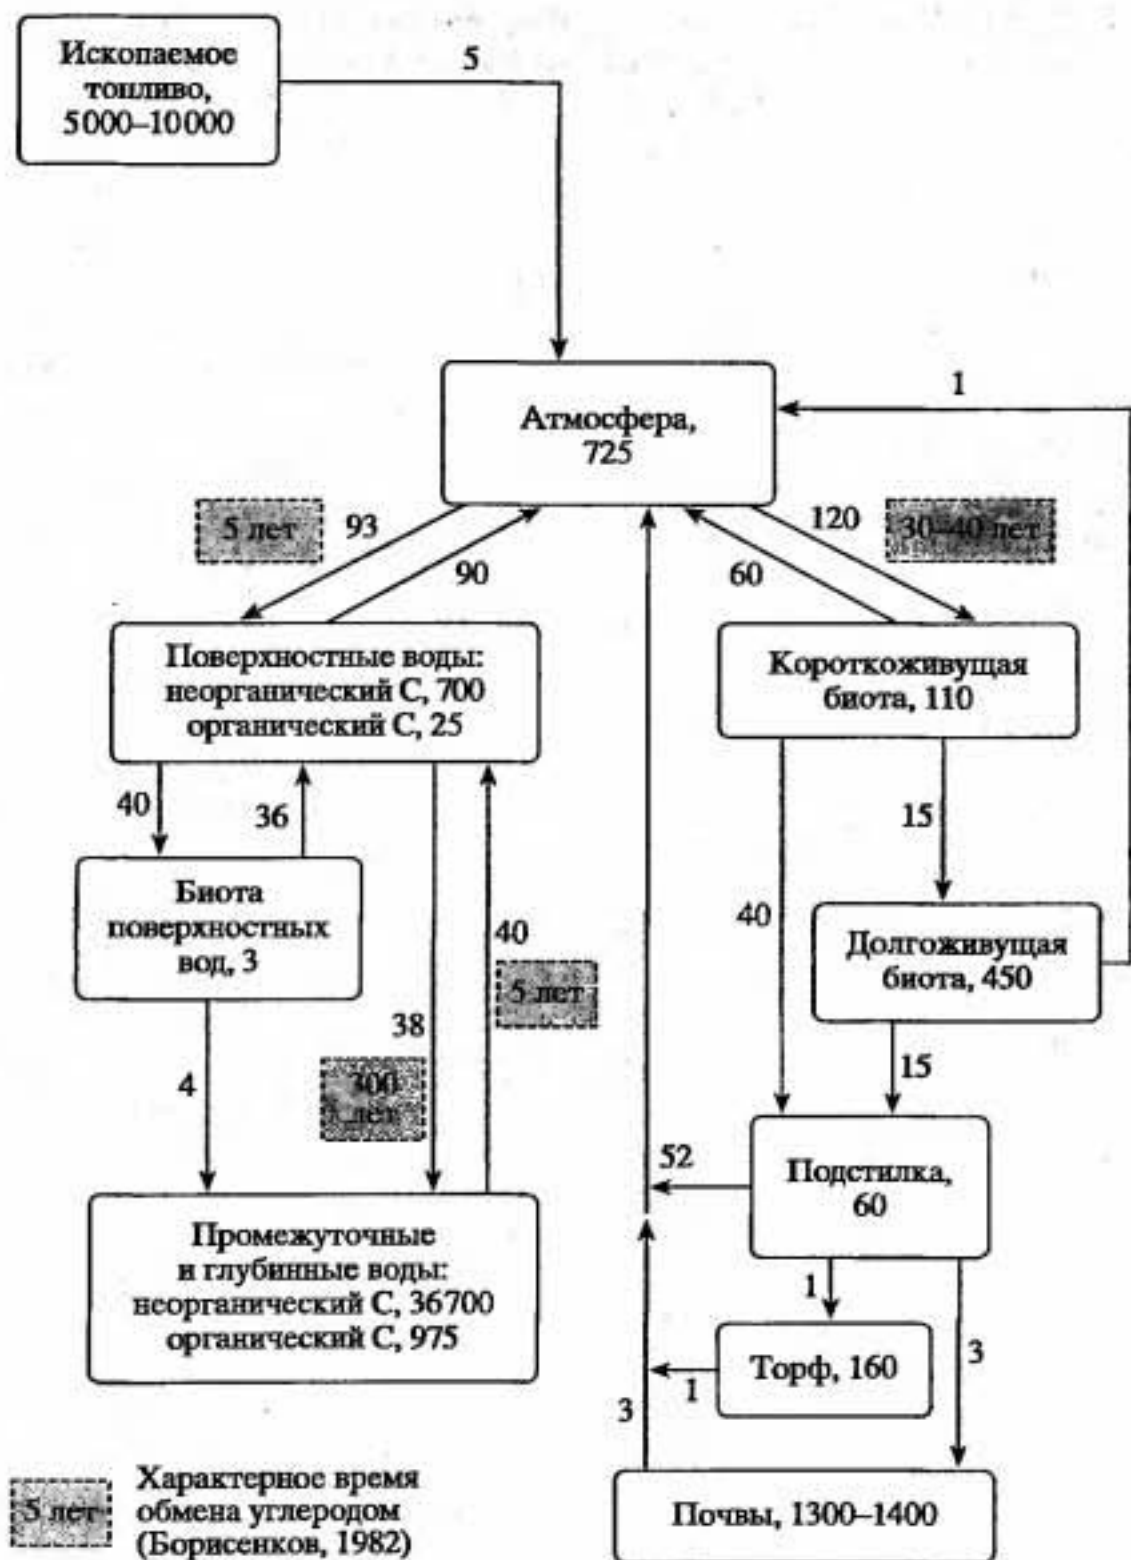 Ископаемое
топливо,
5000–10000
5
Атмосфера,
725
1
5 лет
93
90
120
60
30–40 лет
Поверхностные воды:
неорганический С, 700
органический С, 25
Короткоживущая
биота, 110
40
36
15
Биота
поверхностных
вод, 3
40
Долгоживущая
биота, 450
40
5 лет
38
4
300
лет
15
52
Подстилка,
60
Промежуточные
и глубинные воды:
неорганический С, 36700
органический С, 975
1
3
Торф, 160
1
3
Почвы, 1300–1400
5 лет
Характерное время
обмена углеродом
(Борисенков, 1982)